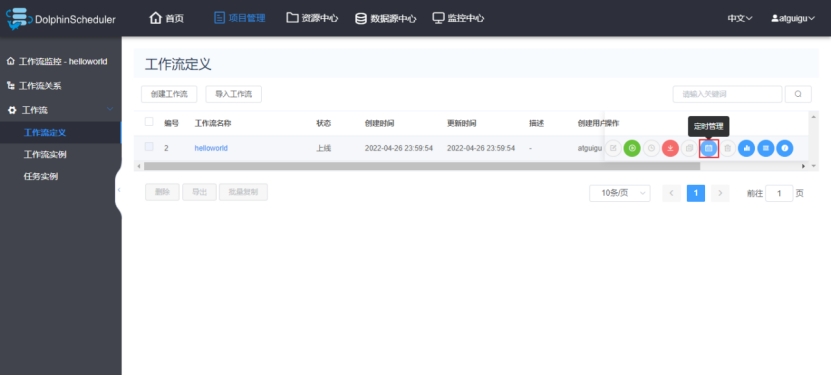 DolphinScheduler 首页 项目管理 资源中心 数据源中心 监控中心 中文 atguigu
工作流监控 - helloworld
工作流关系
工作流
工作流定义
工作流实例
任务实例
工作流定义
创建工作流 导入工作流 请输入关键词
定时管理
编号 工作流名称 状态 创建时间 更新时间 描述 创建用户 操作
2 helloworld 上线 2022-04-26 23:59:54 2022-04-26 23:59:54 - atguigu
删除 导出 批量复制 10条/页 1 前往 1 页